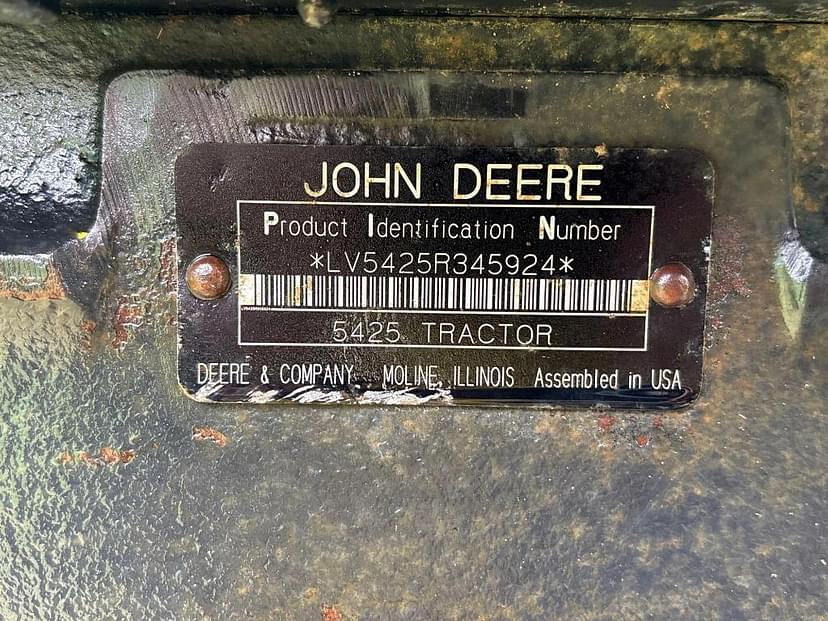 JOHN DEERE
Product Identification Number
*LV5425R345924*
5425 TRACTOR
DEERE & COMPANY MOLINE, ILLINOIS Assembled in USA